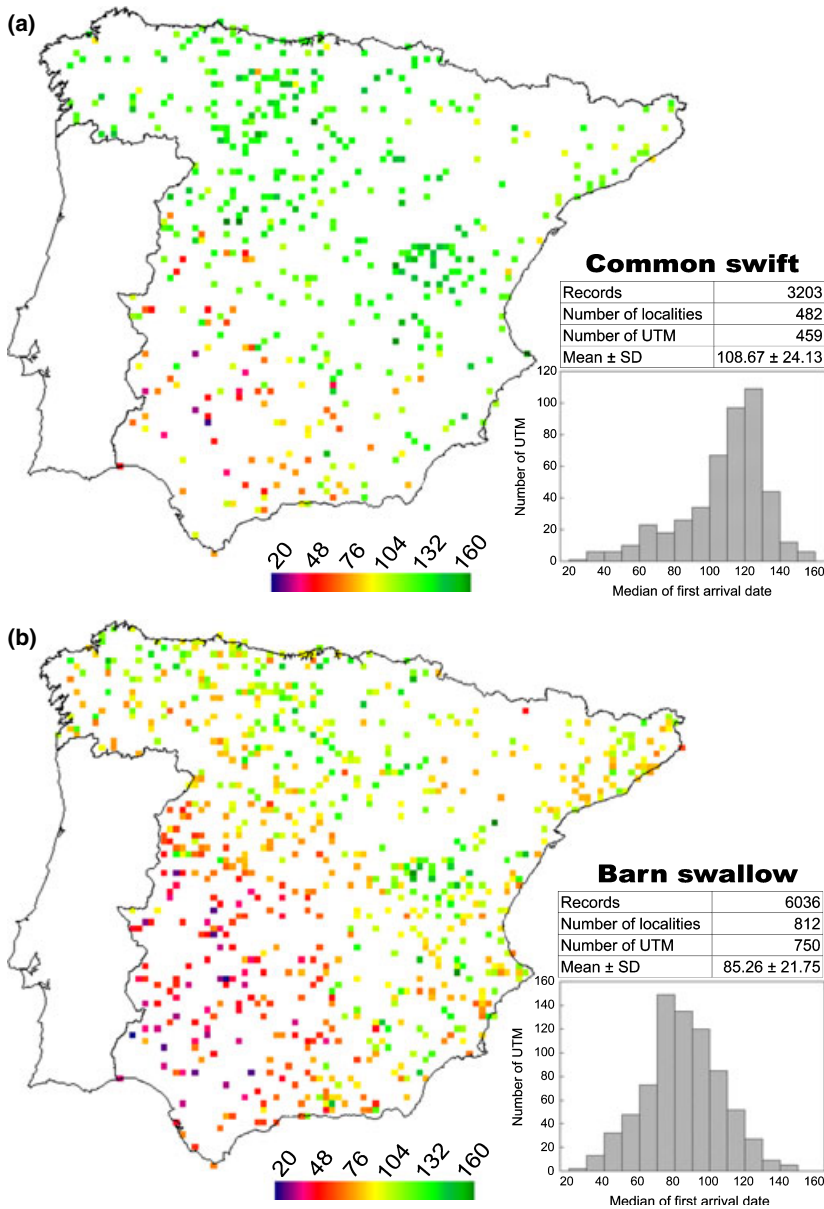 (a)
Common swift
Records 3203
Number of localities 482
Number of UTM 459
Mean ± SD 108.67 ± 24.13
120
100
80
60
40
20
0
Number of UTM
20 40 60 80 100 120 140 160
Median of first arrival date
20 48 76 104 132 160
(b)
Barn swallow
Records 6036
Number of localities 812
Number of UTM 750
Mean ± SD 85.26 ± 21.75
160
140
120
100
80
60
40
20
0
Number of UTM
20 40 60 80 100 120 140 160
Median of first arrival date
20 48 76 104 132 160